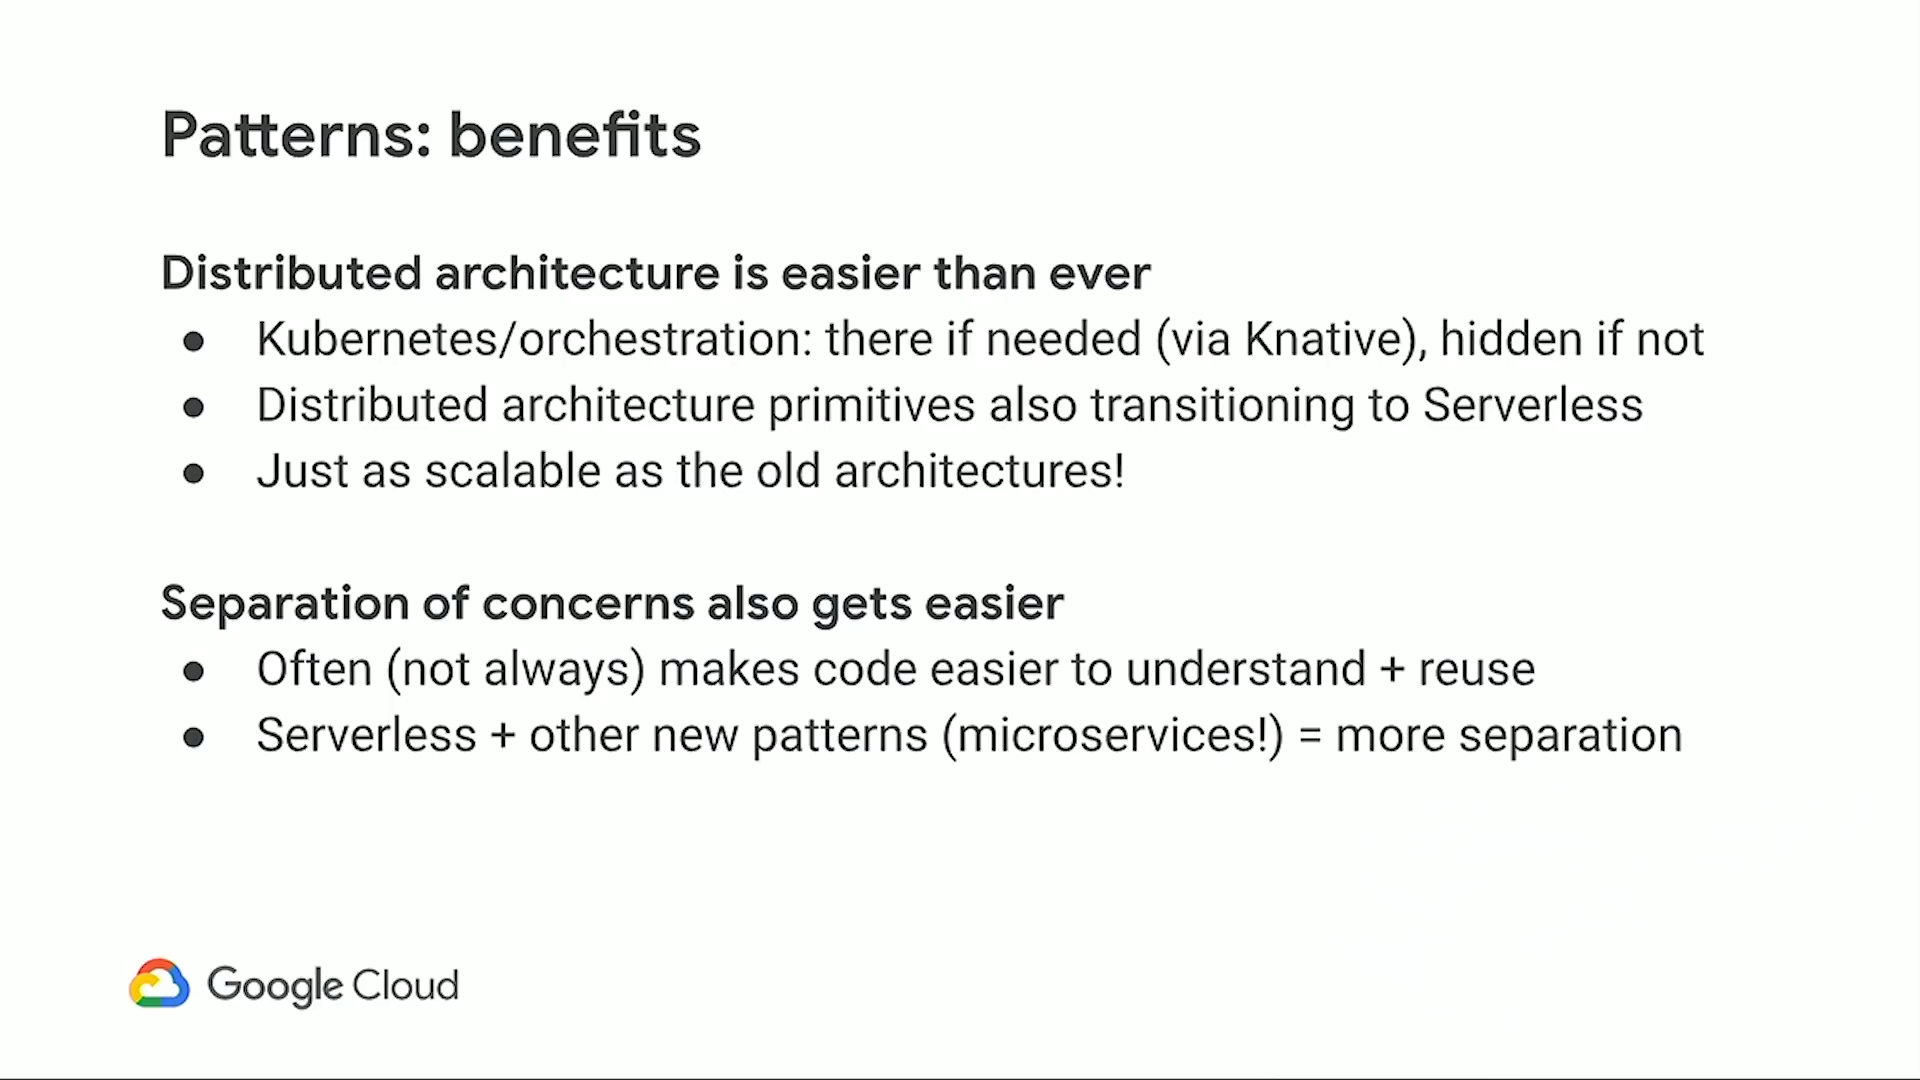 Patterns: benefits
Distributed architecture is easier than ever
● Kubernetes/orchestration: there if needed (via Knative), hidden if not
● Distributed architecture primitives also transitioning to Serverless
● Just as scalable as the old architectures!
Separation of concerns also gets easier
● Often (not always) makes code easier to understand + reuse
● Serverless + other new patterns (microservices!) = more separation
Google Cloud